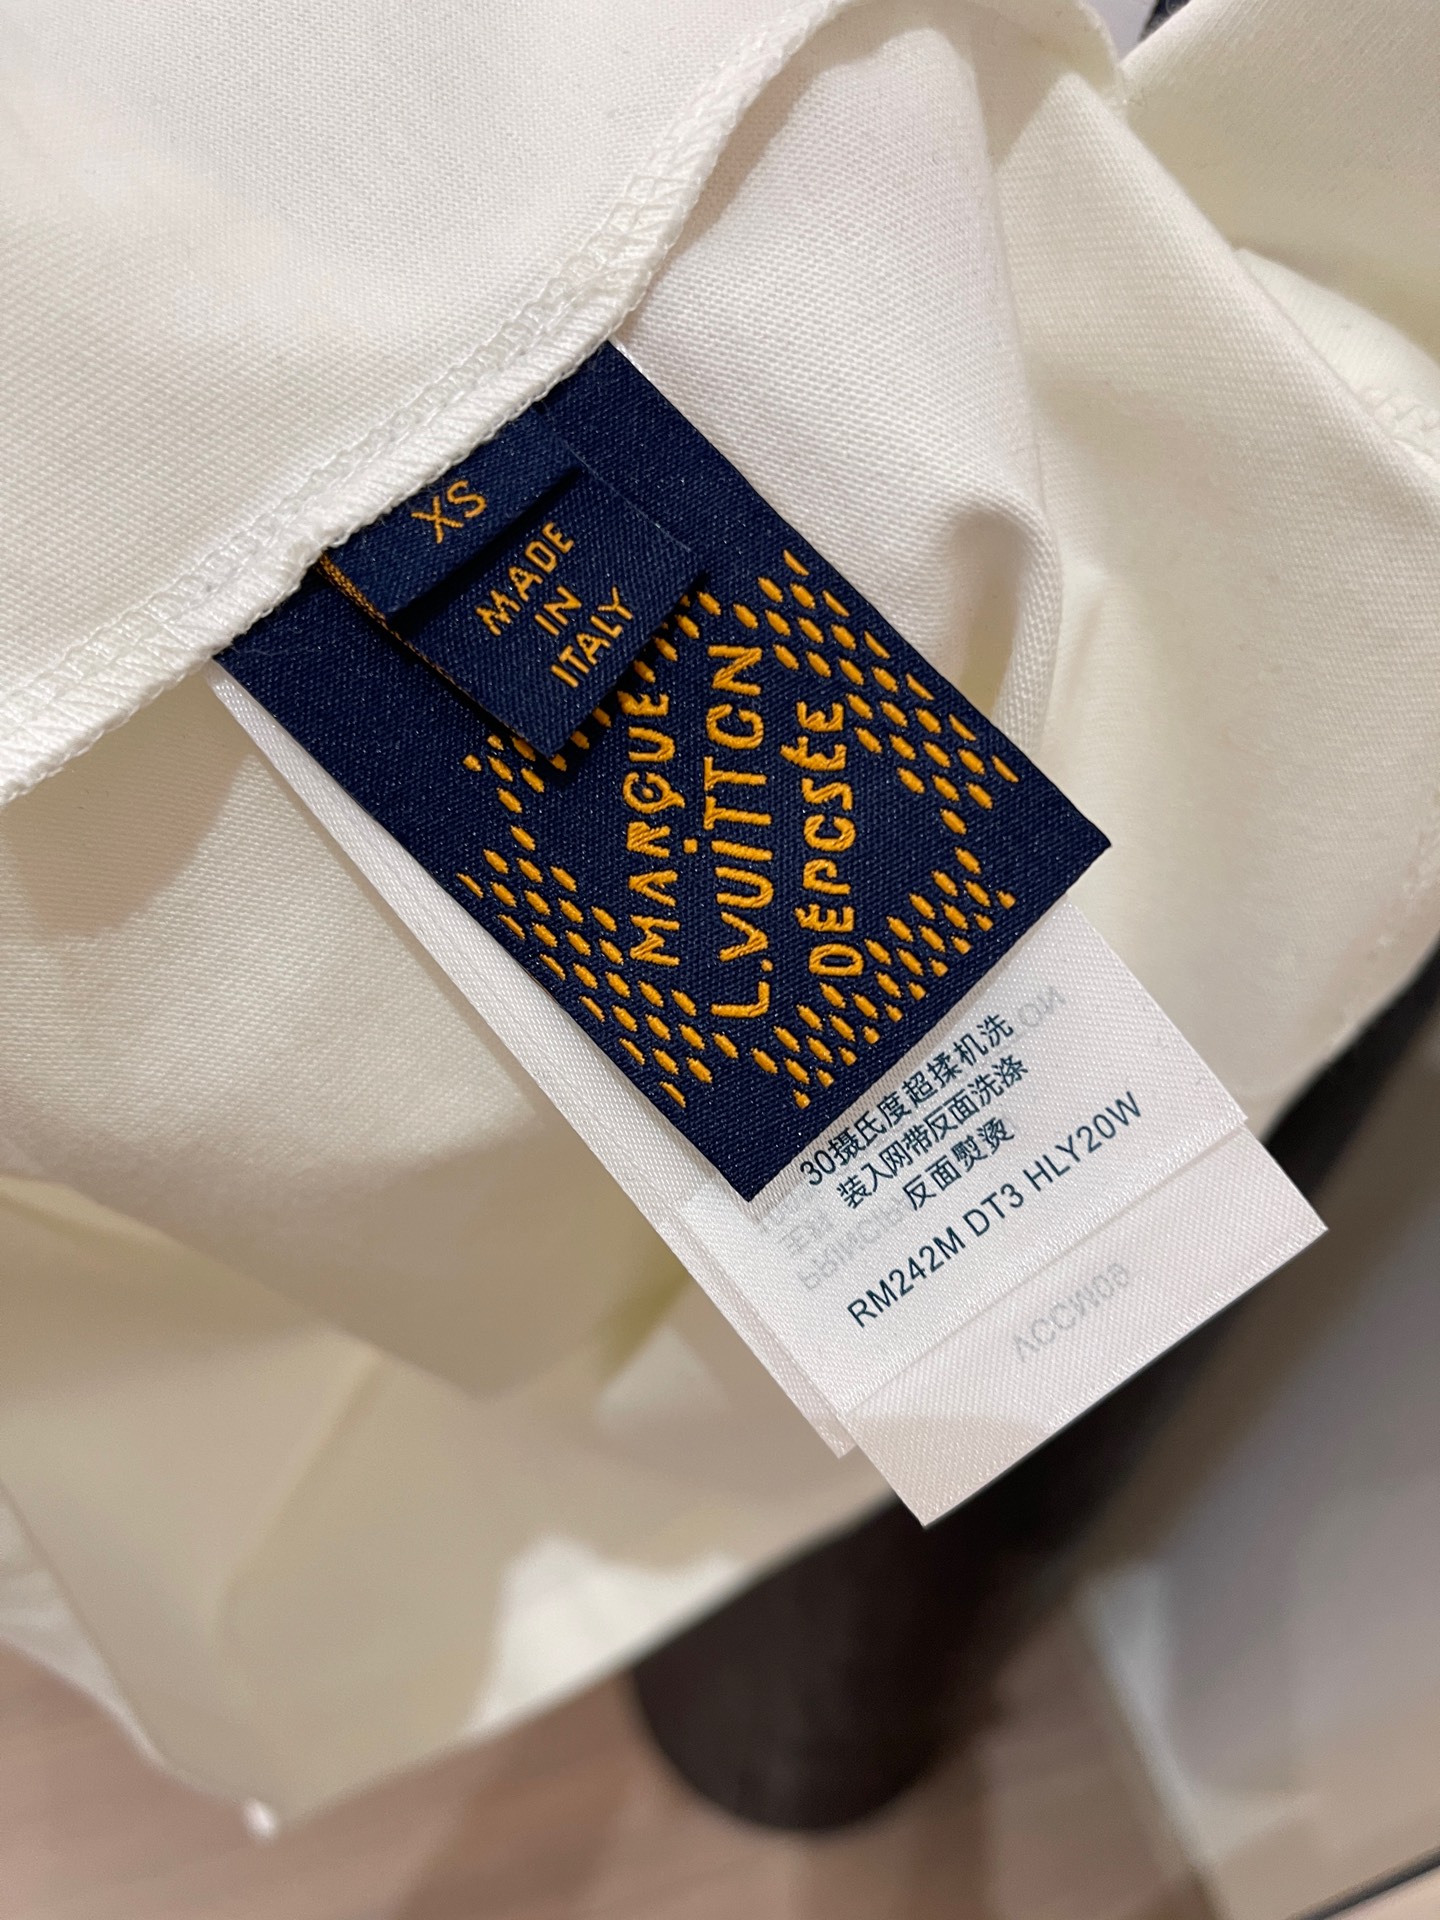 XS
MADE
IN
ITALY
MARQUE
L.VUITTON
DÉPOSÉE
30摄氏度超揉机洗
装入网带反面洗涤
反面熨烫
RM242M DT3 HLY20W